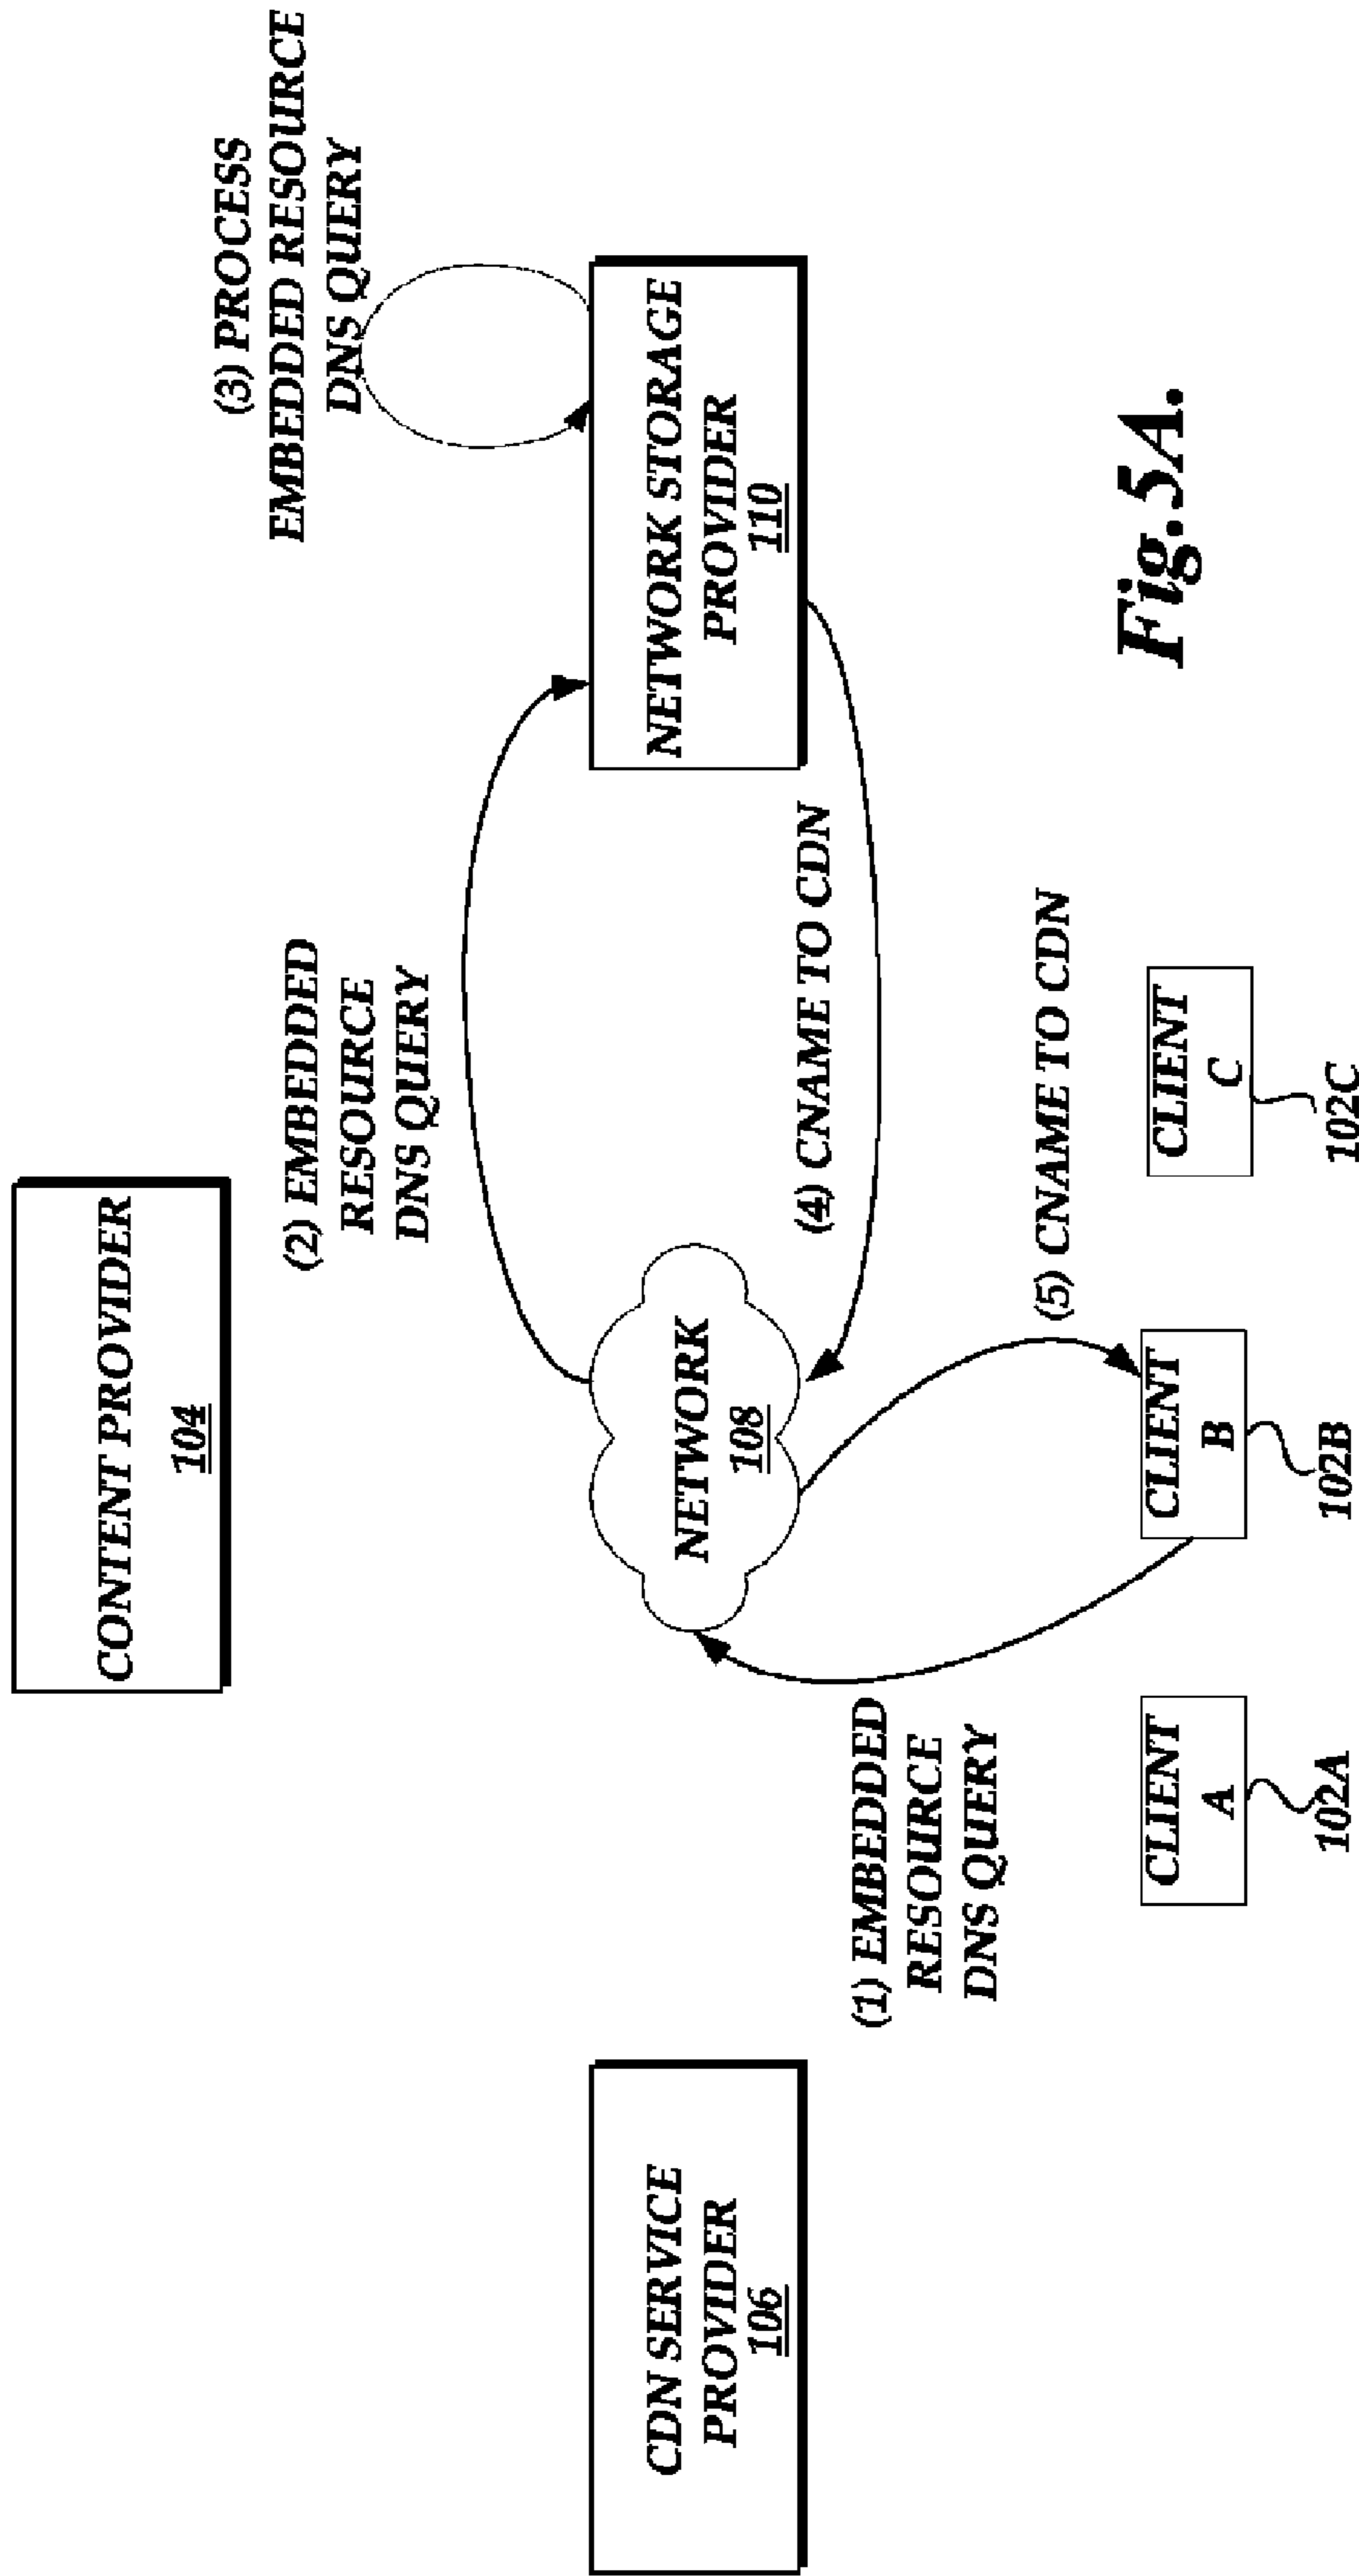 CONTENT PROVIDER
104
(3) PROCESS
EMBEDDED RESOURCE
DNS QUERY
(2) EMBEDDED
RESOURCE
DNS QUERY
CDN SERVICE
PROVIDER
106
NETWORK
108
NETWORK STORAGE
PROVIDER
110
(4) CNAME TO CDN
(1) EMBEDDED
RESOURCE
DNS QUERY
(5) CNAME TO CDN
CLIENT
A
102A
CLIENT
B
102B
CLIENT
C
102C
Fig.5A.